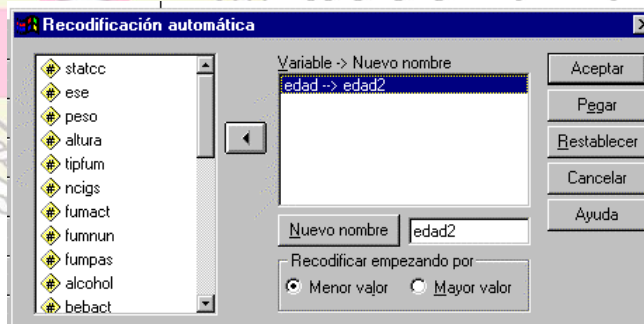 Recodificación automática
statcc
ese
peso
altura
tipfum
ncigs
fumact
fumnun
fumpas
alcohol
bebact
Variable -> Nuevo nombre
edad --> edad2
Nuevo nombre edad2
Recodificar empezando por
Menor valor Mayor valor
Aceptar
Pegar
Restablecer
Cancelar
Ayuda